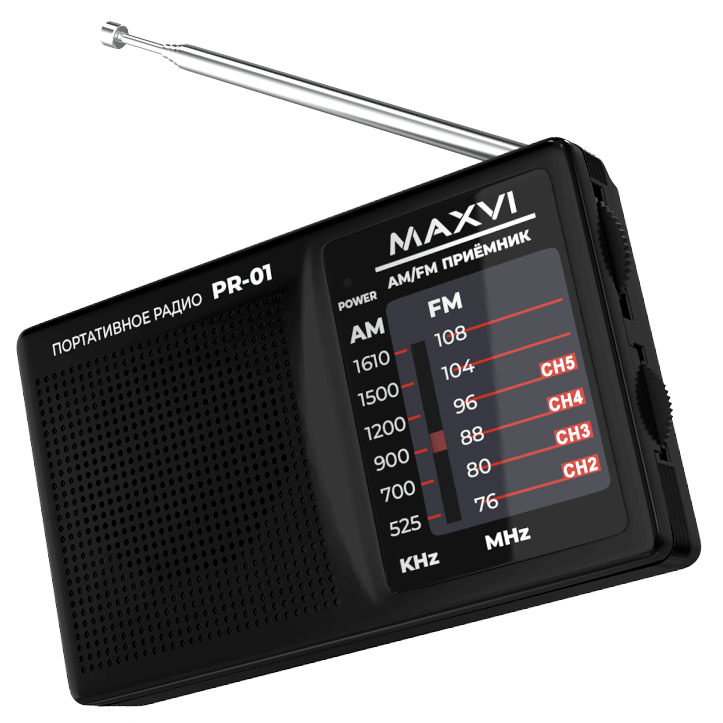 MAXVI
AM/FM ПРИЁМНИК
ПОРТАТИВНОЕ РАДИО PR-01
POWER
AM FM
1610 108
1500 104 CH5
1200 96 CH4
900 88 CH3
700 80 CH2
525 76
KHz MHz